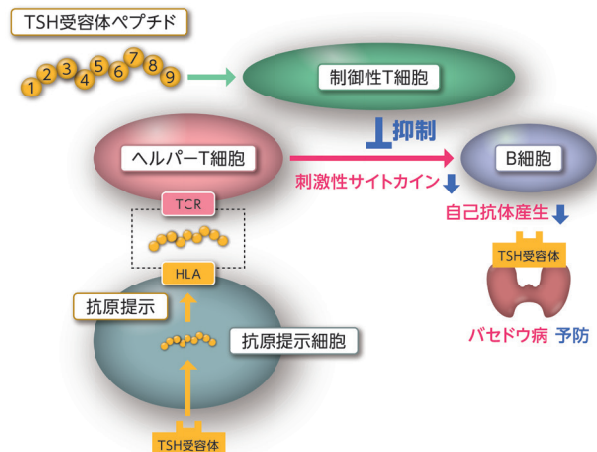 TSH受容体ペプチド
1 2 3 4 5 6 7 8 9
制御性T細胞
抑制
ヘルパーT細胞
B細胞
刺激性サイトカイン
TCR
自己抗体産生
TSH受容体
HLA
抗原提示
抗原提示細胞
バセドウ病 予防
TSH受容体